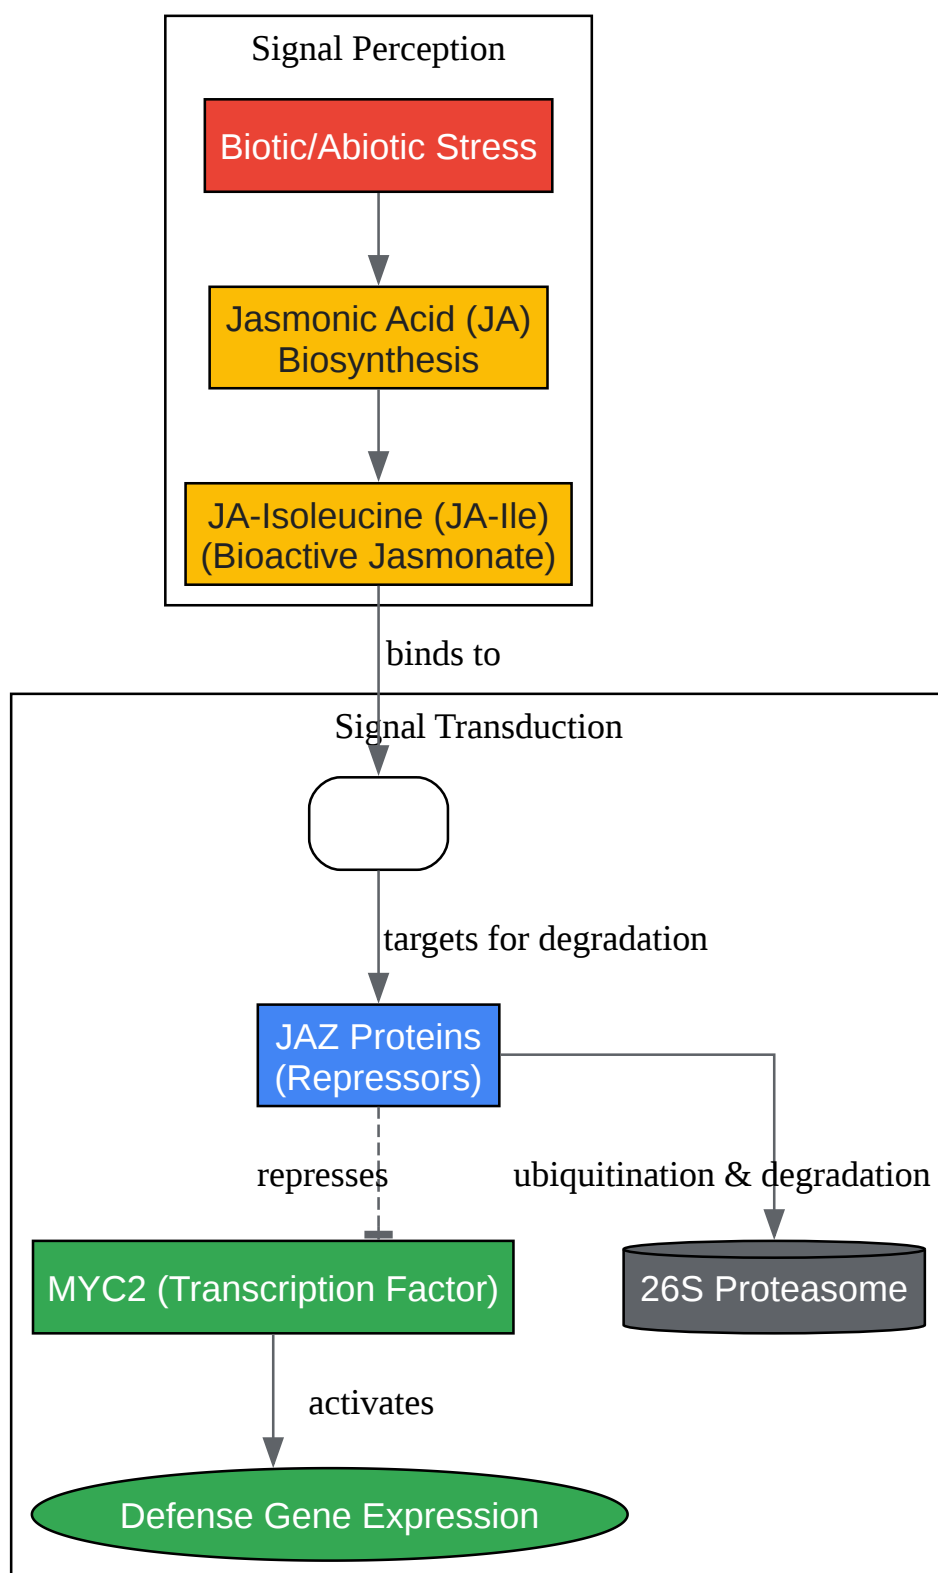 Signal Perception
Biotic/Abiotic Stress
Jasmonic Acid (JA)
Biosynthesis
JA-Isoleucine (JA-Ile)
(Bioactive Jasmonate)
binds to
Signal Transduction
targets for degradation
JAZ Proteins
(Repressors)
represses
ubiquitination & degradation
MYC2 (Transcription Factor)
26S Proteasome
activates
Defense Gene Expression